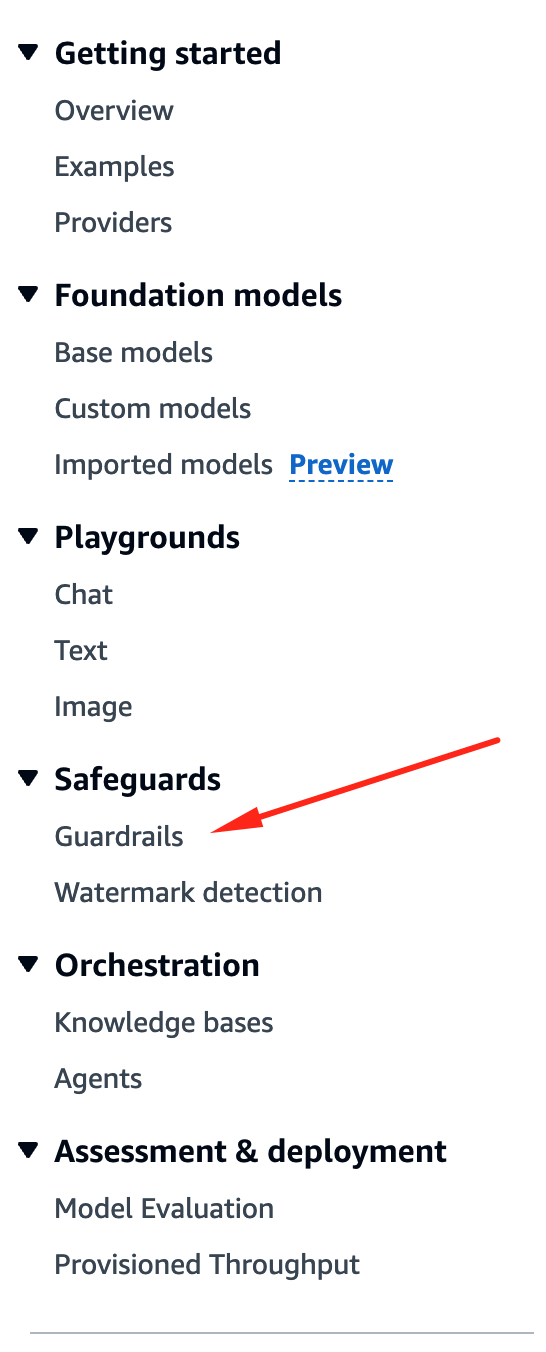 Getting started
Overview
Examples
Providers
Foundation models
Base models
Custom models
Imported models Preview
Playgrounds
Chat
Text
Image
Safeguards
Guardrails
Watermark detection
Orchestration
Knowledge bases
Agents
Assessment & deployment
Model Evaluation
Provisioned Throughput